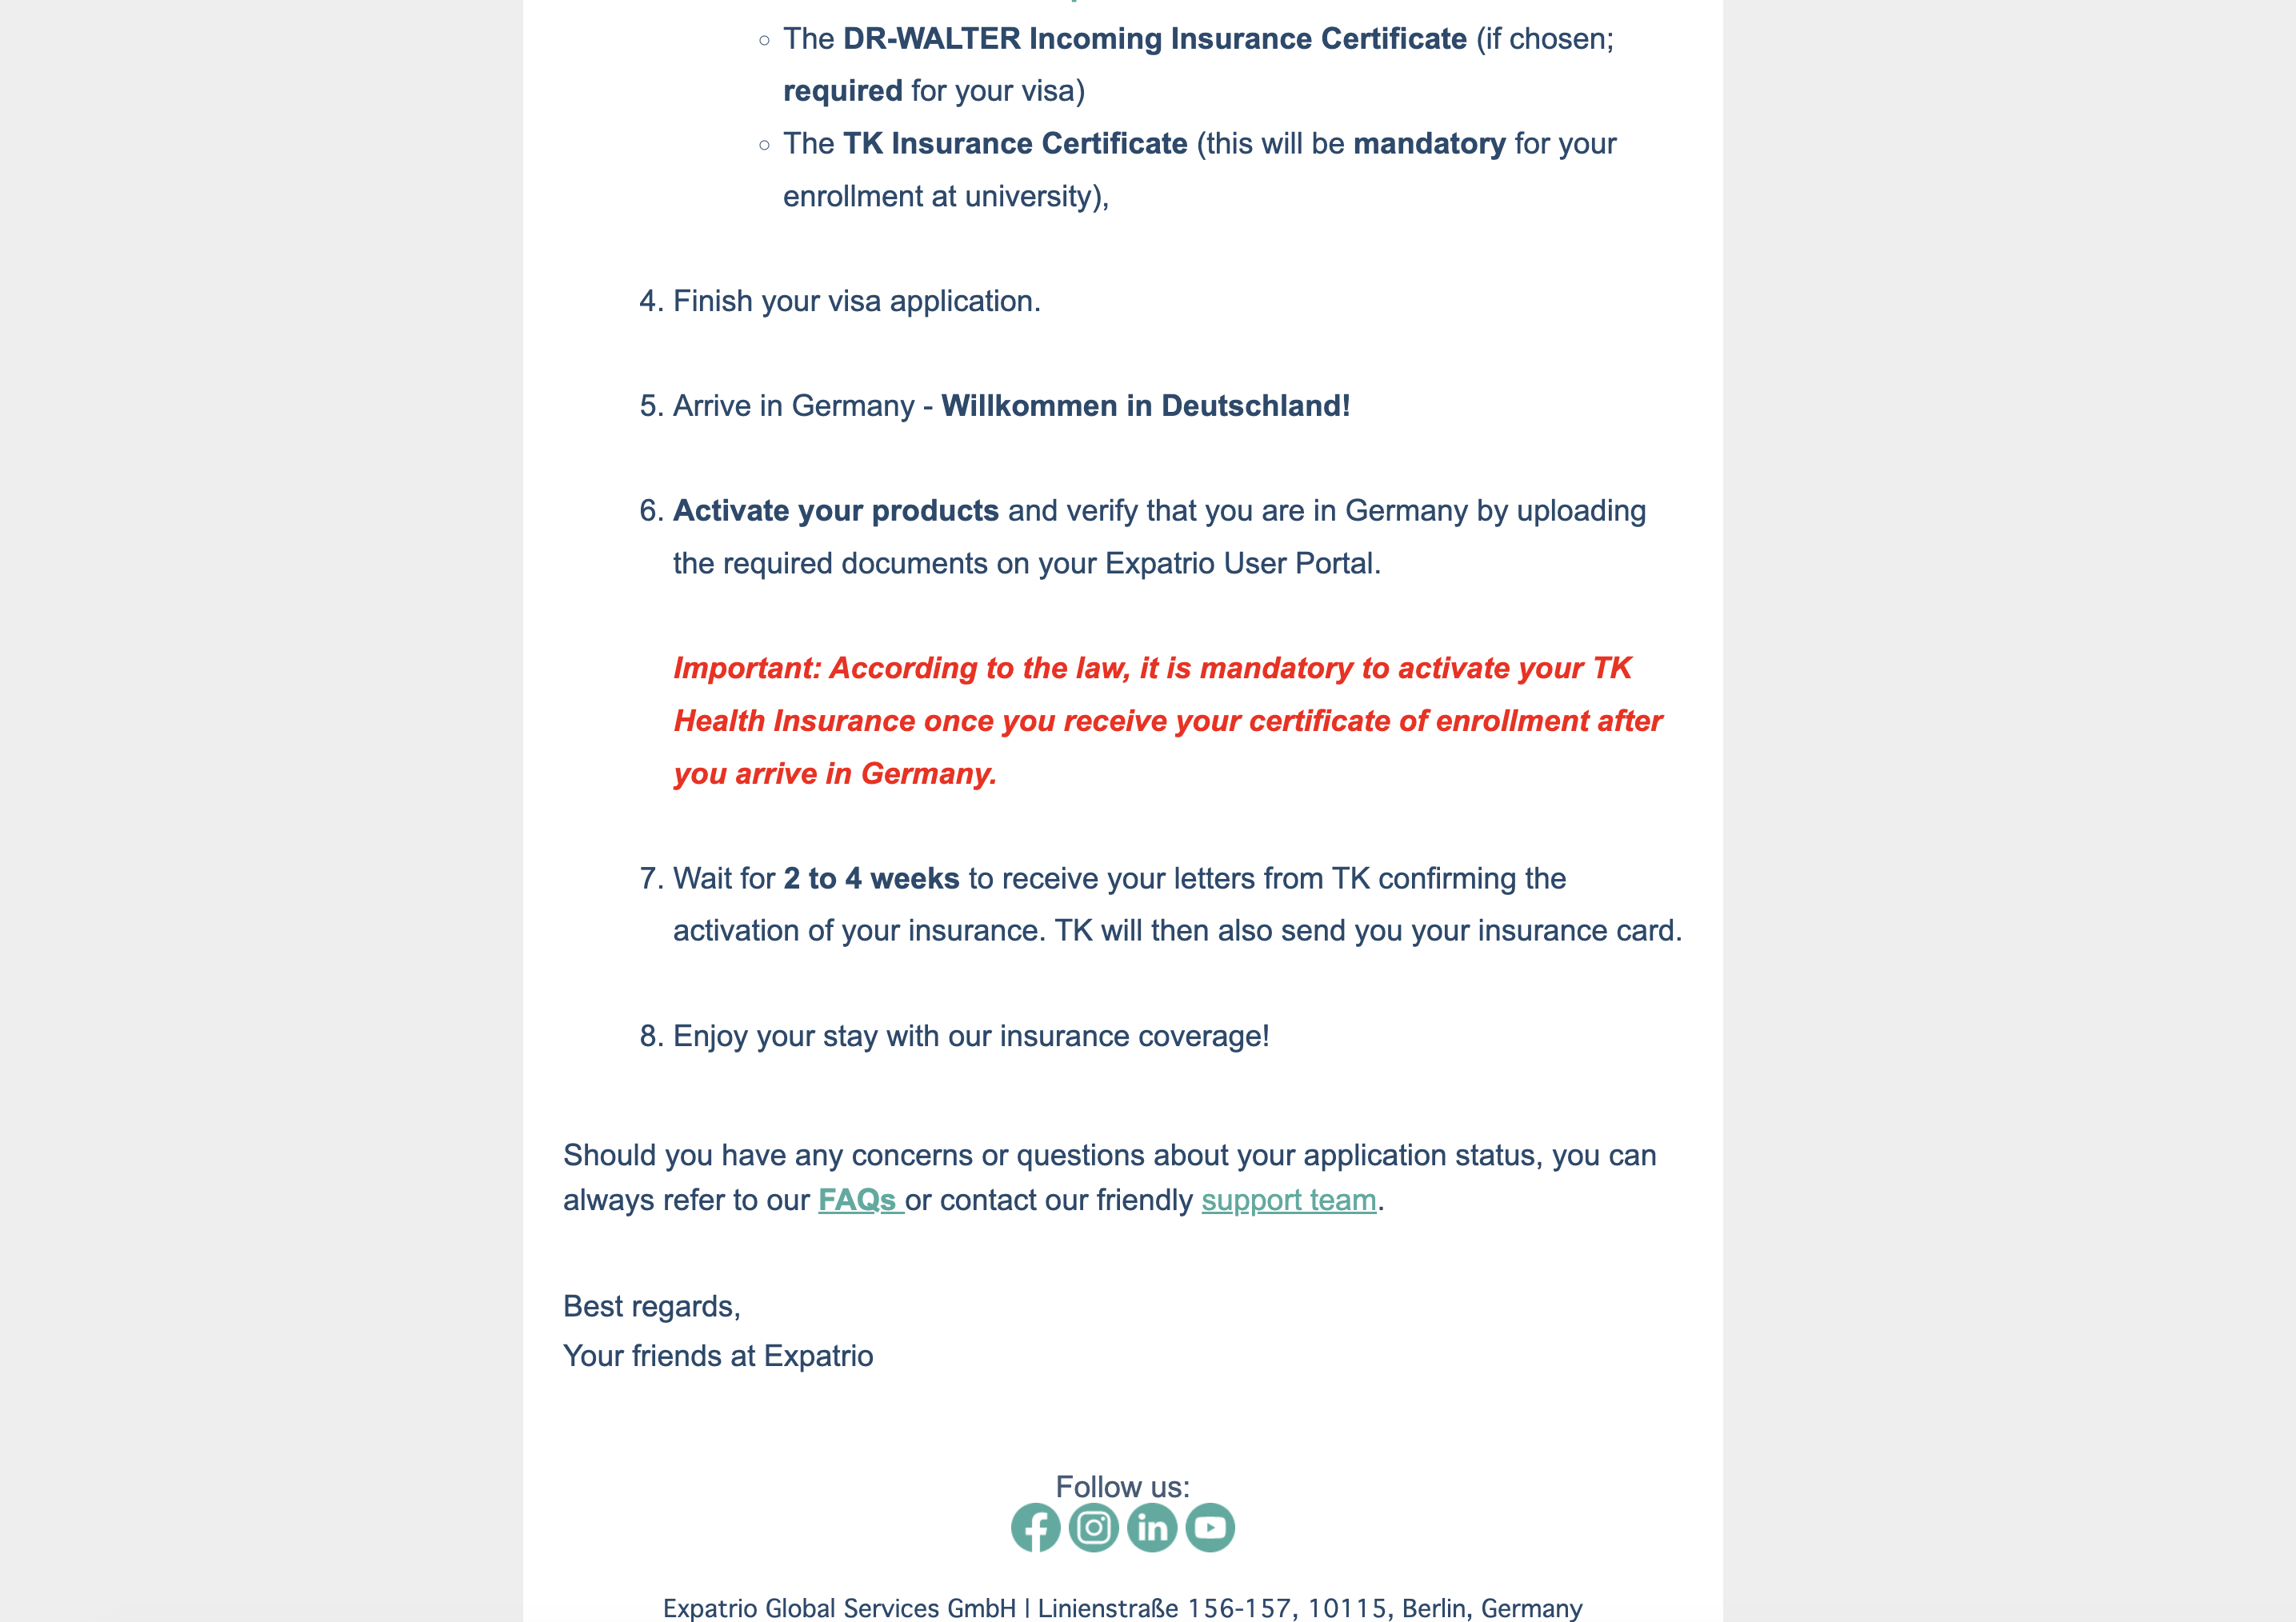 The DR-WALTER Incoming Insurance Certificate (if chosen;
required for your visa)
The TK Insurance Certificate (this will be mandatory for your
enrollment at university),
4. Finish your visa application.
5. Arrive in Germany - Willkommen in Deutschland!
6. Activate your products and verify that you are in Germany by uploading
the required documents on your Expatrio User Portal.
Important: According to the law, it is mandatory to activate your TK
Health Insurance once you receive your certificate of enrollment after
you arrive in Germany.
7. Wait for 2 to 4 weeks to receive your letters from TK confirming the
activation of your insurance. TK will then also send you your insurance card.
8. Enjoy your stay with our insurance coverage!
Should you have any concerns or questions about your application status, you can
always refer to our FAQs or contact our friendly support team.
Best regards,
Your friends at Expatrio
Follow us:
Expatrio Global Services GmbH | Linienstraße 156-157, 10115, Berlin, Germany